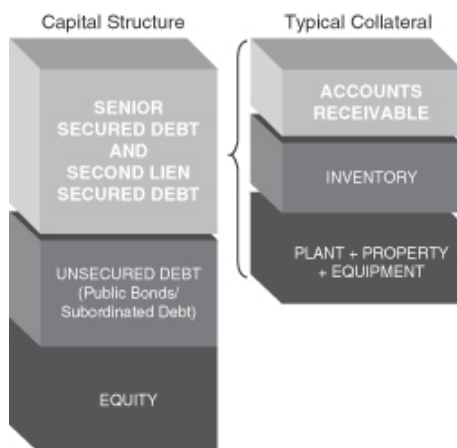 Capital Structure
SENIOR
SECURED DEBT
AND
SECOND LIEN
SECURED DEBT
UNSECURED DEBT
(Public Bonds/
Subordinated Debt)
EQUITY
Typical Collateral
ACCOUNTS
RECEIVABLE
INVENTORY
PLANT + PROPERTY
+ EQUIPMENT